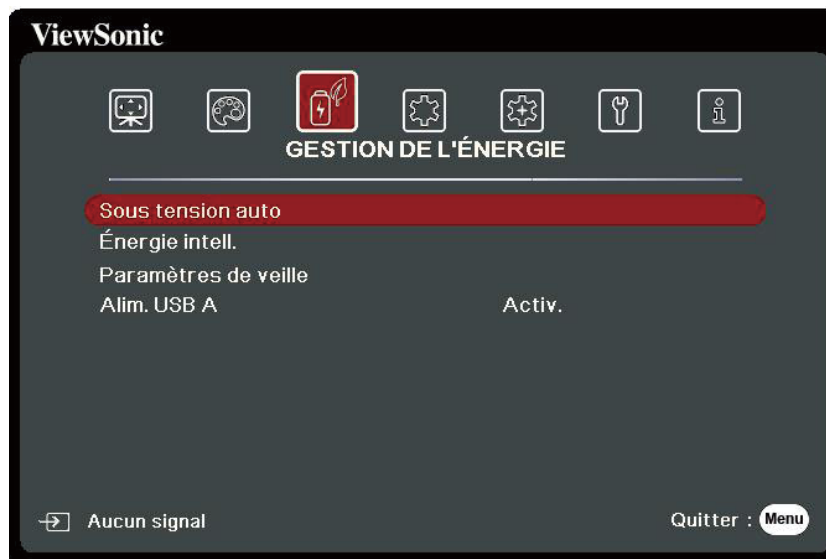 ViewSonic
GESTION DE L'ÉNERGIE
Sous tension auto
Énergie intell.
Paramètres de veille
Alim. USB A Activ.
Aucun signal Quitter : Menu